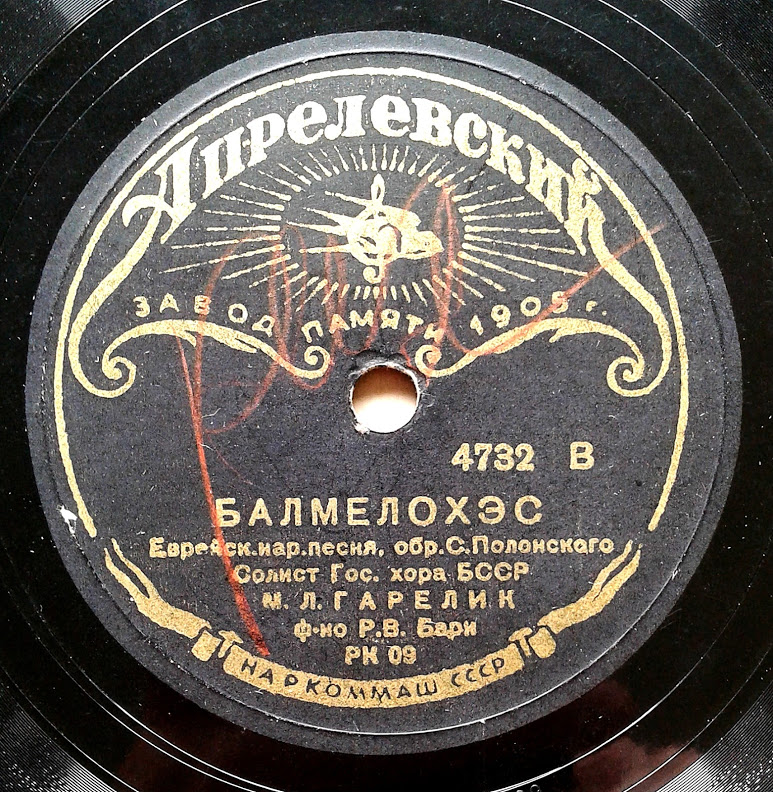 Апрелевский
ЗАВОД ПАМЯТИ 1905 г.
4732 В
БАЛМЕЛОХЭС
Еврейск.нар.песня, обр.С.Полонского
Солист Гос. хора БССР
М. Л. ГАРЕЛИК
ф-но Р.В. Бари
РК 09
НАРКОММАШ СССР